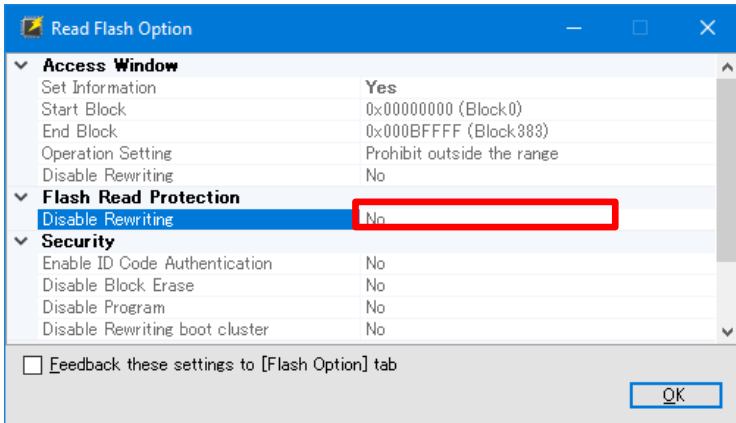 Read Flash Option
Access Window
Set Information Yes
Start Block 0x00000000 (Block0)
End Block 0x000BFFFF (Block383)
Operation Setting Prohibit outside the range
Disable Rewriting No
Flash Read Protection
Disable Rewriting No
Security
Enable ID Code Authentication No
Disable Block Erase No
Disable Program No
Disable Rewriting boot cluster No
Feedback these settings to [Flash Option] tab
OK